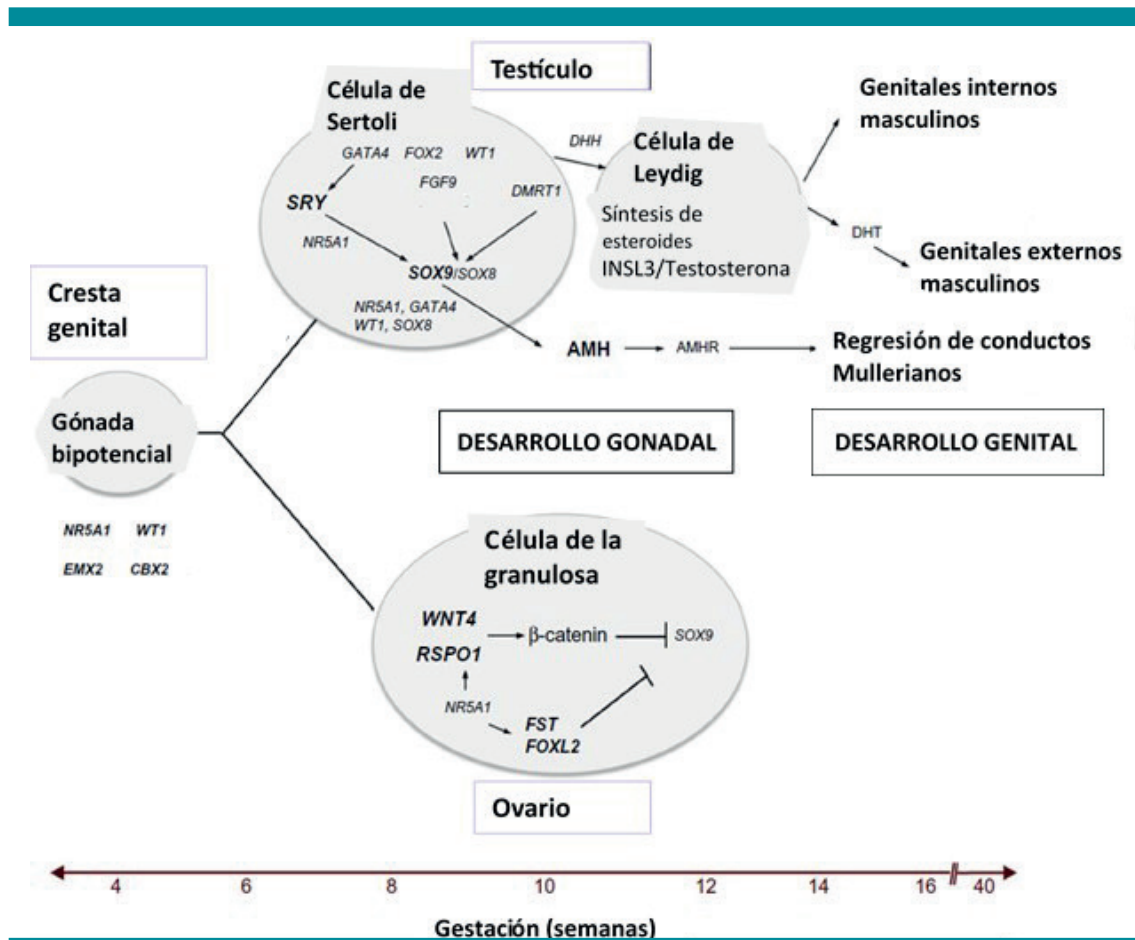 Testículo
Célula de
Sertoli
GATA4 FOX2 WT1
FGF9
DMRT1
SRY
NR5A1
SOX9/SOX8
NR5A1, GATA4
WT1, SOX8
DHH
Célula de
Leydig
Síntesis de
esteroides
INSL3/Testosterona
Genitales internos
masculinos
DHT
Genitales externos
masculinos
AMH
AMHR
Regresión de conductos
Mullerianos
Cresta
genital
Gónada
bipotencial
NR5A1 WT1
EMX2 CBX2
DESARROLLO GONADAL
DESARROLLO GENITAL
Célula de la
granulosa
WNT4
RSPO1
β-catenin
SOX9
NR5A1
FST
FOXL2
Ovario
4 6 8 10 12 14 16 40
Gestación (semanas)